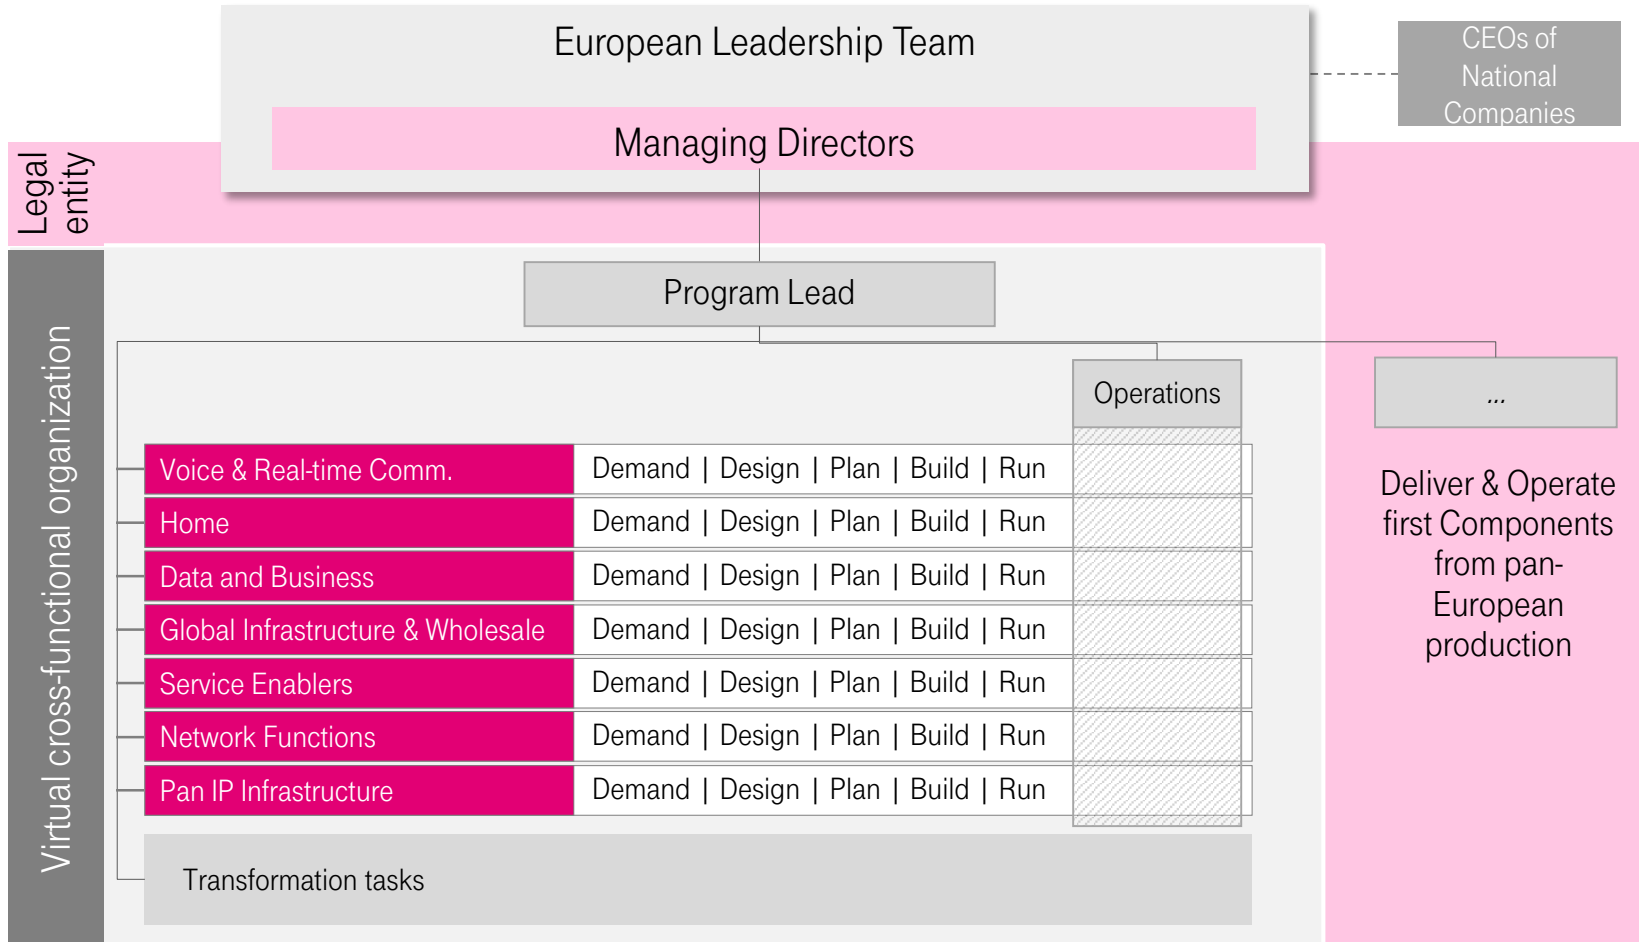 European Leadership Team
CEOs of
National
Companies
Managing Directors
Legal
entity
Program Lead
Virtual cross-functional organization
Operations
...
Voice & Real-time Comm.
Demand | Design | Plan | Build | Run
Home
Demand | Design | Plan | Build | Run
Data and Business
Demand | Design | Plan | Build | Run
Global Infrastructure & Wholesale
Demand | Design | Plan | Build | Run
Service Enablers
Demand | Design | Plan | Build | Run
Network Functions
Demand | Design | Plan | Build | Run
Pan IP Infrastructure
Demand | Design | Plan | Build | Run
Deliver & Operate
first Components
from pan-
European
production
Transformation tasks